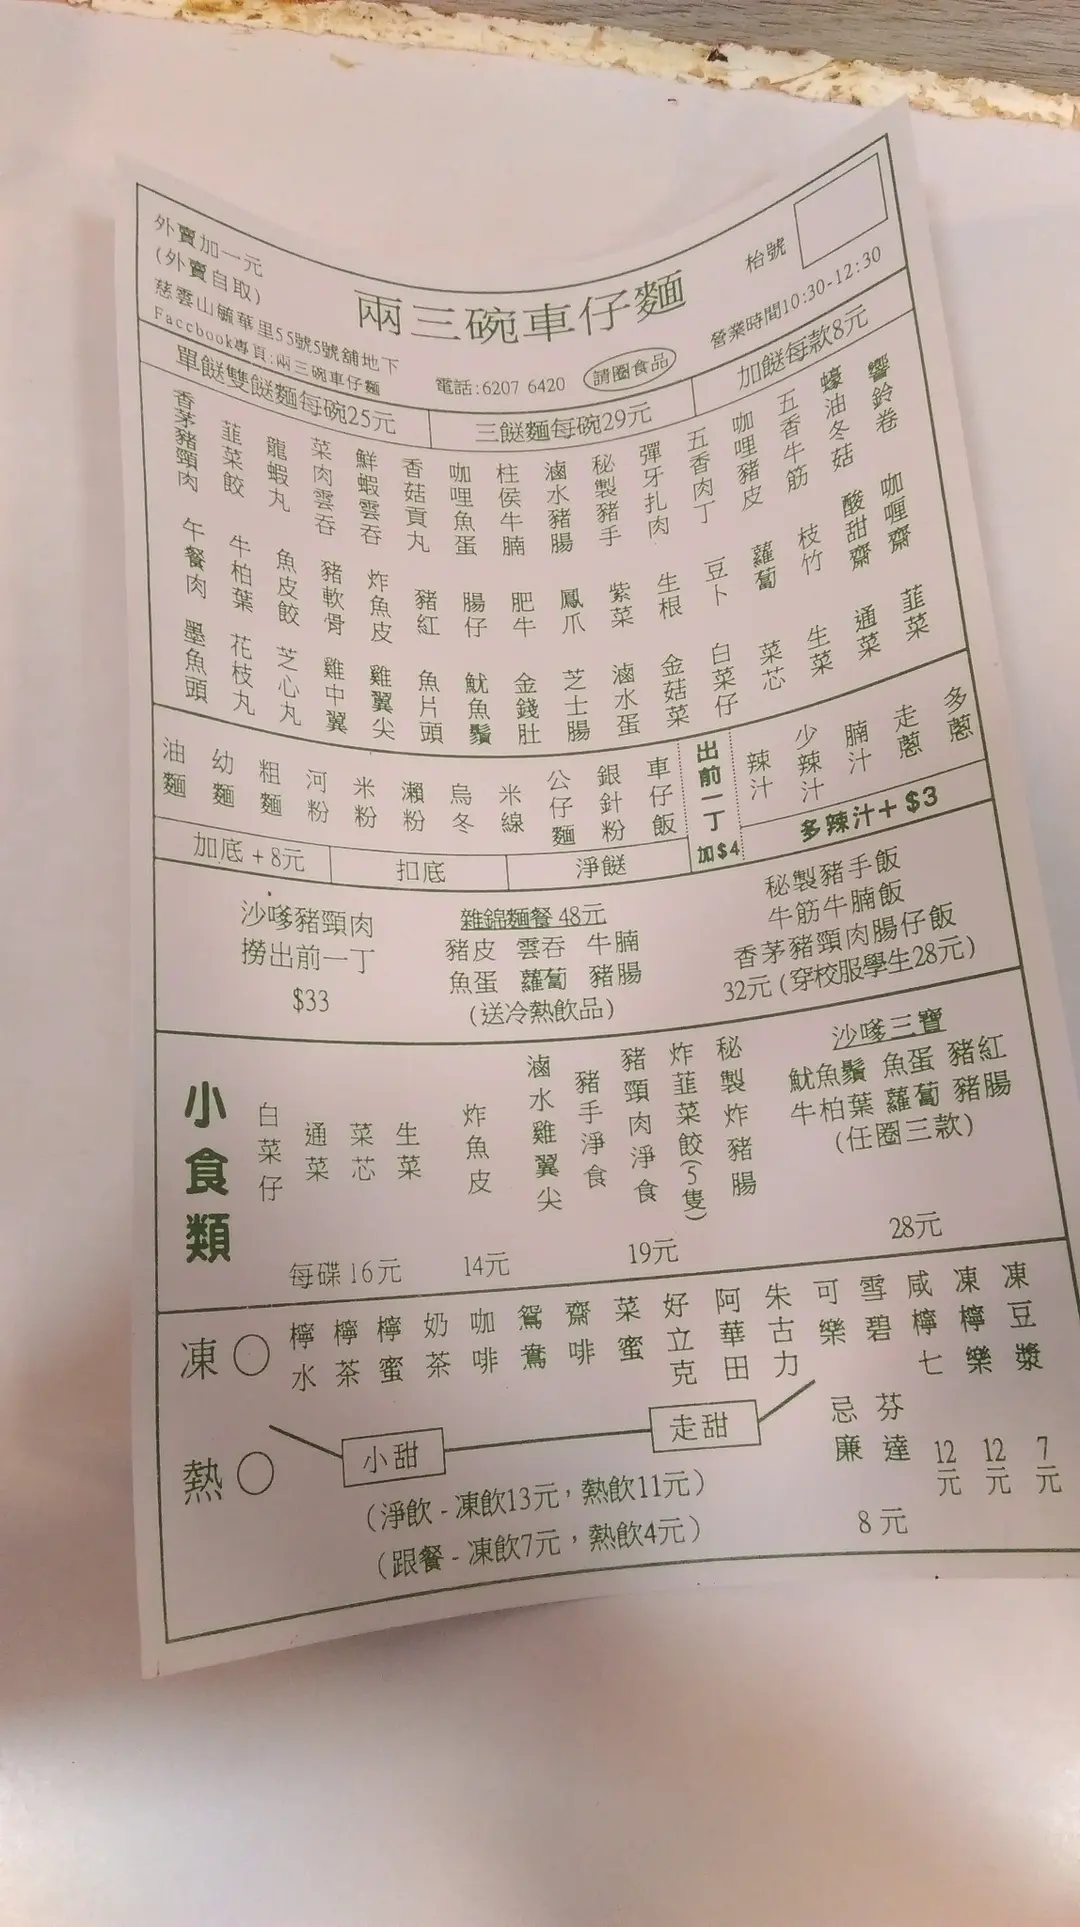 外賣加一元
(外賣自取)
慈雲山毓華里55號5號舖地下
Facebook專頁:兩三碗車仔麵
兩三碗車仔麵
電話:6207 6420
請圈食品
枱號
營業時間10:30-12:30
單餸雙餸麵每碗25元
三餸麵每碗29元
加餸每款8元
香茅豬頸肉 韮菜餃 龍蝦丸 菜肉雲吞 鮮蝦雲吞 香菇貢丸 咖哩魚蛋 柱侯牛腩 滷水豬腸 秘製豬手 彈牙扎肉 五香肉丁 咖哩豬皮 五香牛筋 蠔油冬菇 響鈴卷
午餐肉 牛柏葉 魚皮餃 豬軟骨 炸魚皮 豬紅 腸仔 肥牛 鳳爪 紫菜 生根 豆卜 蘿蔔 枝竹 酸甜齋 咖喱齋
墨魚頭 花枝丸 芝心丸 雞中翼 雞翼尖 魚片頭 魷魚鬚 金錢肚 芝士腸 滷水蛋 金菇菜 白菜仔 菜芯 生菜 通菜 韮菜
油麵 幼麵 粗麵 河粉 米粉 瀨粉 烏冬 米線 公仔麵 銀針粉 車仔飯
出前一丁加$4
辣汁 少辣汁 腩汁 走蔥 多蔥
多辣汁+$3
加底+8元
扣底
淨餸
沙嗲豬頸肉
撈出前一丁
$33
雜錦麵餐 48元
豬皮 雲吞 牛腩
魚蛋 蘿蔔 豬腸
(送冷熱飲品)
秘製豬手飯
牛筋牛腩飯
香茅豬頸肉腸仔飯
32元(穿校服學生28元)
小食類
白菜仔 通菜 菜芯 生菜
每碟16元
炸魚皮
14元
滷水雞翼尖 豬手淨食 豬頸肉淨食 炸韮菜餃(5隻) 秘製炸豬腸
19元
沙嗲三寶
魷魚鬚 魚蛋 豬紅
牛柏葉 蘿蔔 豬腸
(任圈三款)
28元
凍
熱
檸水 檸茶 檸蜜 奶茶 咖啡 鴛鴦 齋啡 菜蜜 好立克 阿華田 朱古力
小甜
走甜
(淨飲 - 凍飲13元,熱飲11元)
(跟餐 - 凍飲7元,熱飲4元)
可樂 雪碧 忌廉 芬達
8元
咸檸七 12元
凍檸樂 12元
凍豆漿 7元